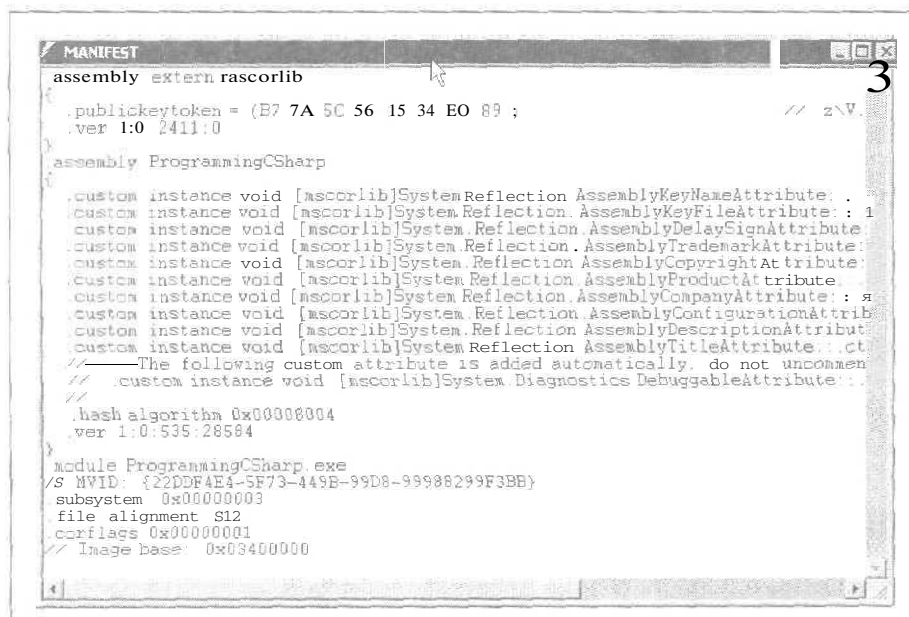 MANIFEST
assembly extern rascorlib
3
{
.publickeytoken = (B7 7A 5C 56 15 34 EO 89 ; // z\V.
.ver 1:0 2411:0
}
assembly ProgrammingCSharp
{
.custom instance void [mscorlib]System Reflection AssemblyKeyNameAttribute: .
.custom instance void [mscorlib]System.Reflection.AssemblyKeyFileAttribute: : 1
custom instance void [mscorlib]System.Reflection.AssemblyDelaySignAttribute
.custom instance void [mscorlib]System.Reflection.AssemblyTrademarkAttribute:
.custom instance void [mscorlib]System.Reflection AssemblyCopyrightAttribute:
.custom instance void [mscorlib]System.Reflection AssemblyProductAttribute
.custom instance void [mscorlib]System.Reflection.AssemblyCompanyAttribute: : я
.custom instance void [mscorlib]System.Reflection.AssemblyConfigurationAttrib
.custom instance void [mscorlib]System.Reflection AssemblyDescriptionAttribut
.custom instance void [mscorlib]System Reflection AssemblyTitleAttribute: :.ct
//——The following custom attribute is added automatically, do not uncommen
// .custom instance void [mscorlib]System.Diagnostics DebuggableAttribute: :.
//
.hash algorithm 0x00008004
.ver 1:0:535:28584
}
module ProgrammingCSharp.exe
/S MVID: {22DDF4E4-5F73-449B-99D8-99988299F3BB}
subsystem 0x00000003
file alignment S12
.corflags 0x00000001
// Image base: 0x03400000